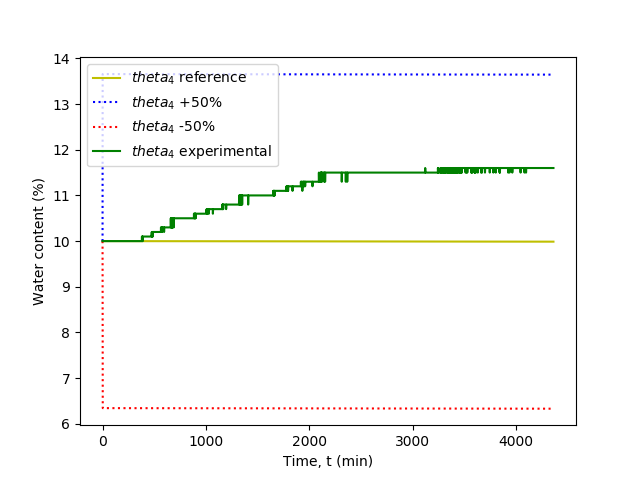 14
13
12
11
10
9
8
7
6
Water content (%)
theta₄ reference
theta₄ +50%
theta₄ -50%
theta₄ experimental
0 1000 2000 3000 4000
Time, t (min)